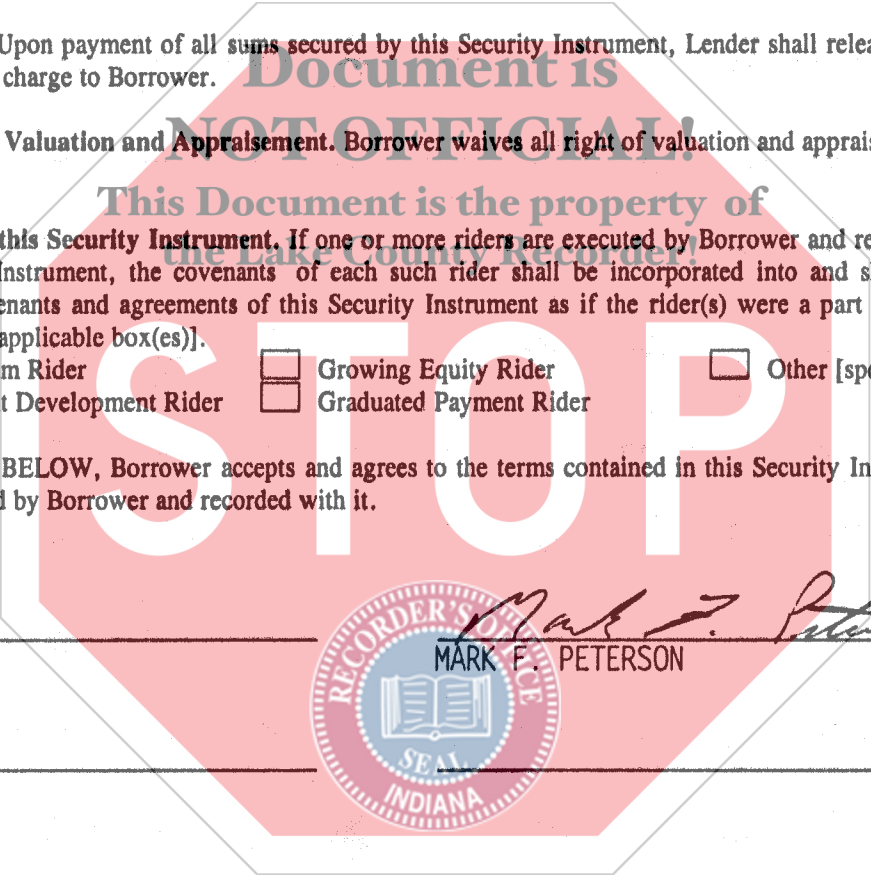 Upon payment of all sums secured by this Security Instrument, Lender shall relea
charge to Borrower.
Document is
Valuation and Appraisement. Borrower waives all right of valuation and apprais
NOT OFFICIAL!
This Document is the property of
this Security Instrument. If one or more riders are executed by Borrower and re
the Lake County Recorder!
Instrument, the covenants of each such rider shall be incorporated into and s
enants and agreements of this Security Instrument as if the rider(s) were a part
applicable box(es)].
m Rider Growing Equity Rider Other [spe
t Development Rider Graduated Payment Rider
STOP
BELOW, Borrower accepts and agrees to the terms contained in this Security In
d by Borrower and recorded with it.
Mark F. Peter
MARK F. PETERSON
RECORDER'S OFFICE
SEAL
INDIANA